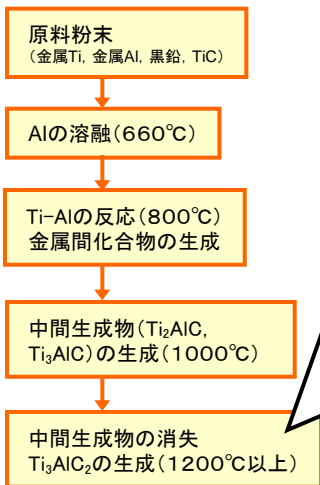 原料粉末
(金属Ti, 金属Al, 黒鉛, TiC)
Alの溶融(660℃)
Ti-Alの反応(800℃)
金属間化合物の生成
中間生成物(Ti₂AlC,
Ti₃AlC)の生成(1000℃)
中間生成物の消失
Ti₃AlC₂の生成(1200℃以上)